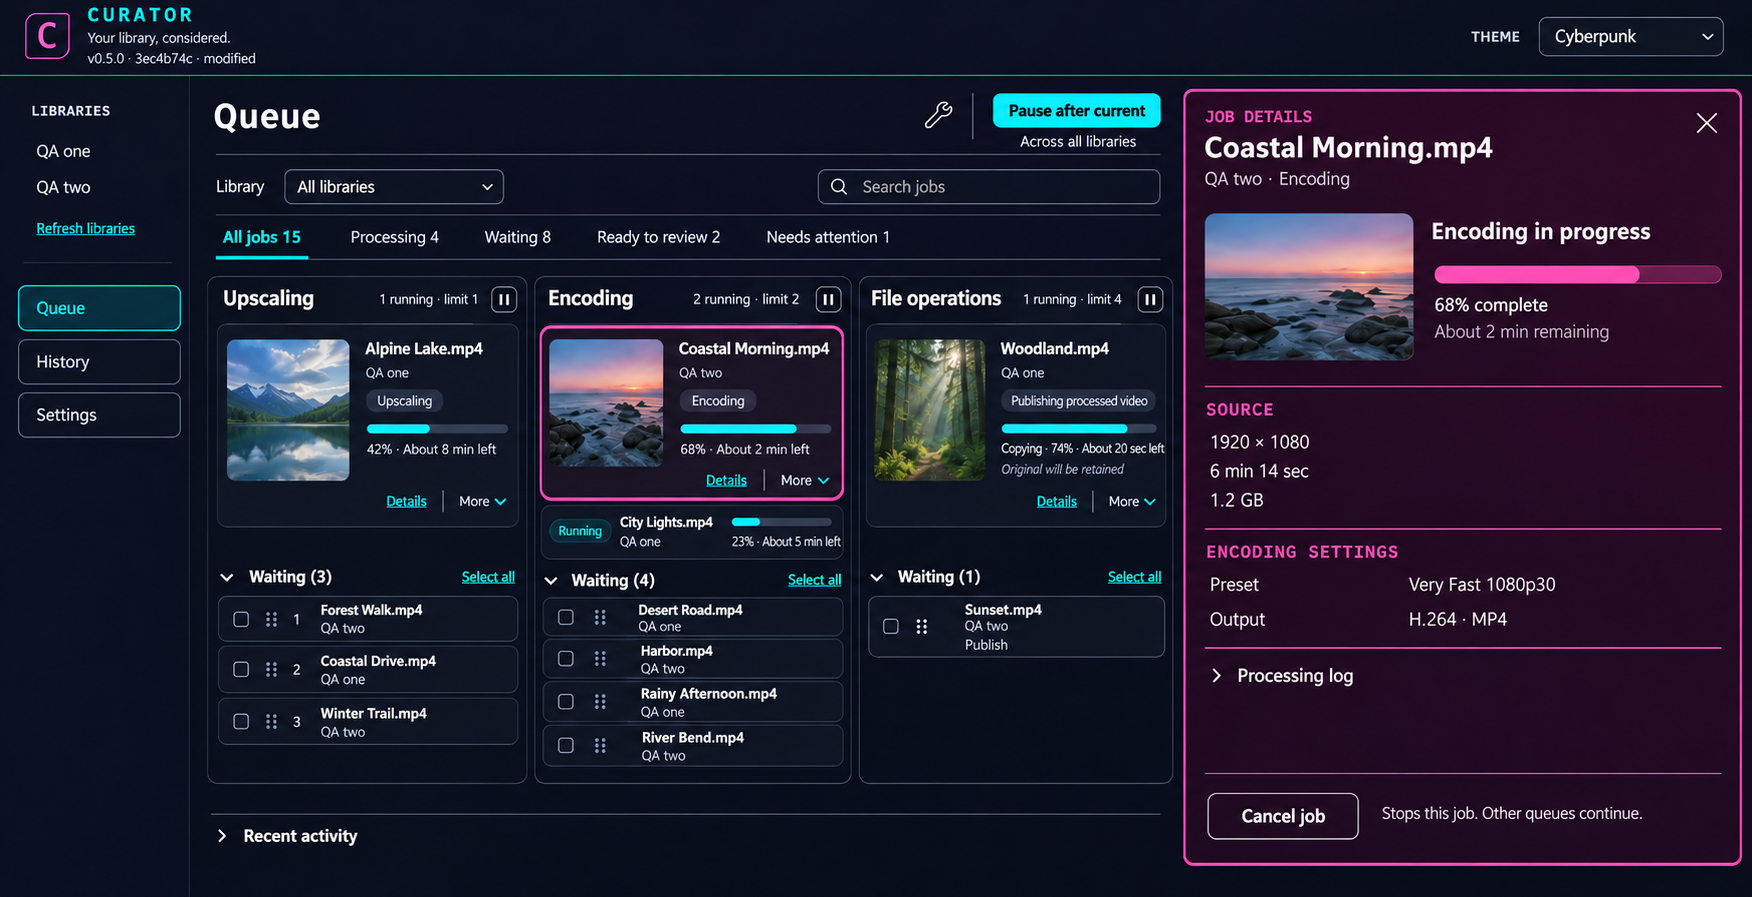 C
CURATOR
Your library, considered.
v0.5.0 · 3ec4b74c · modified
THEME
Cyberpunk
LIBRARIES
QA one
QA two
Refresh libraries
Queue
History
Settings
Queue
Pause after current
Across all libraries
Library
All libraries
Search jobs
All jobs 15
Processing 4
Waiting 8
Ready to review 2
Needs attention 1
Upscaling
1 running · limit 1
Alpine Lake.mp4
QA one
Upscaling
42% · About 8 min left
Details
More
Waiting (3)
Select all
1
Forest Walk.mp4
QA two
2
Coastal Drive.mp4
QA one
3
Winter Trail.mp4
QA two
Encoding
2 running · limit 2
Coastal Morning.mp4
QA two
Encoding
68% · About 2 min left
Details
More
Running
City Lights.mp4
QA one
23% · About 5 min left
Waiting (4)
Select all
Desert Road.mp4
QA one
Harbor.mp4
QA two
Rainy Afternoon.mp4
QA one
River Bend.mp4
QA two
File operations
1 running · limit 4
Woodland.mp4
QA one
Publishing processed video
Copying · 74% · About 20 sec left
Original will be retained
Details
More
Waiting (1)
Select all
Sunset.mp4
QA two
Publish
Recent activity
JOB DETAILS
Coastal Morning.mp4
QA two · Encoding
Encoding in progress
68% complete
About 2 min remaining
SOURCE
1920 × 1080
6 min 14 sec
1.2 GB
ENCODING SETTINGS
Preset
Very Fast 1080p30
Output
H.264 · MP4
Processing log
Cancel job
Stops this job. Other queues continue.